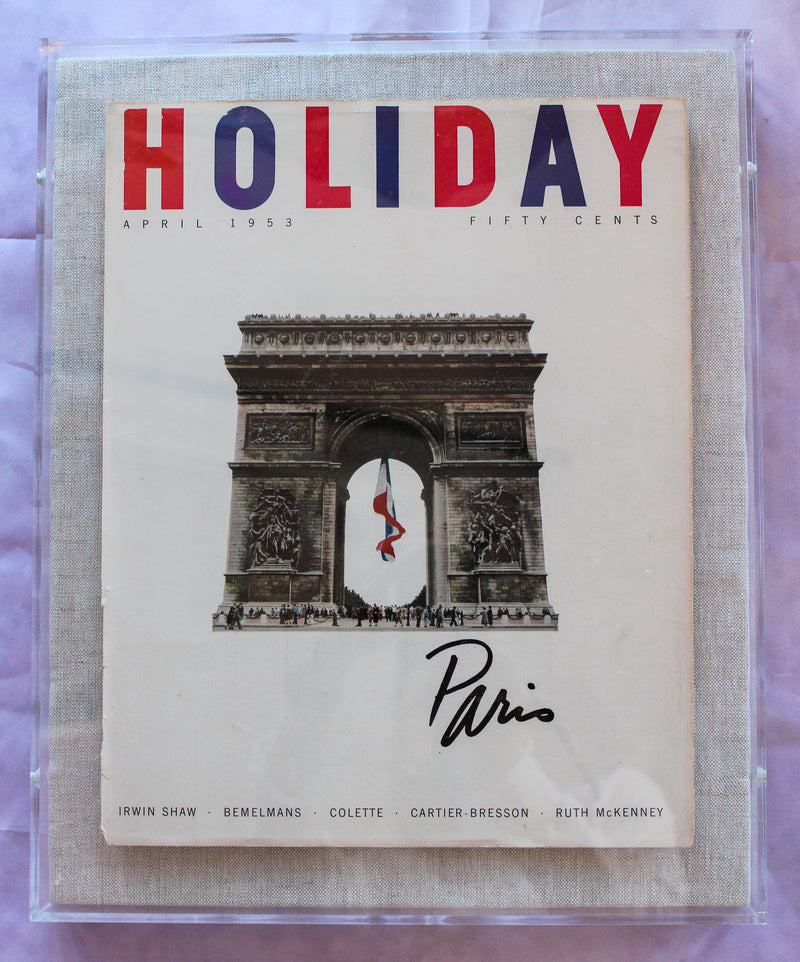 HOLIDAY
APRIL 1953 FIFTY CENTS
Paris
IRWIN SHAW · BEMELMANS · COLETTE · CARTIER-BRESSON · RUTH McKENNEY